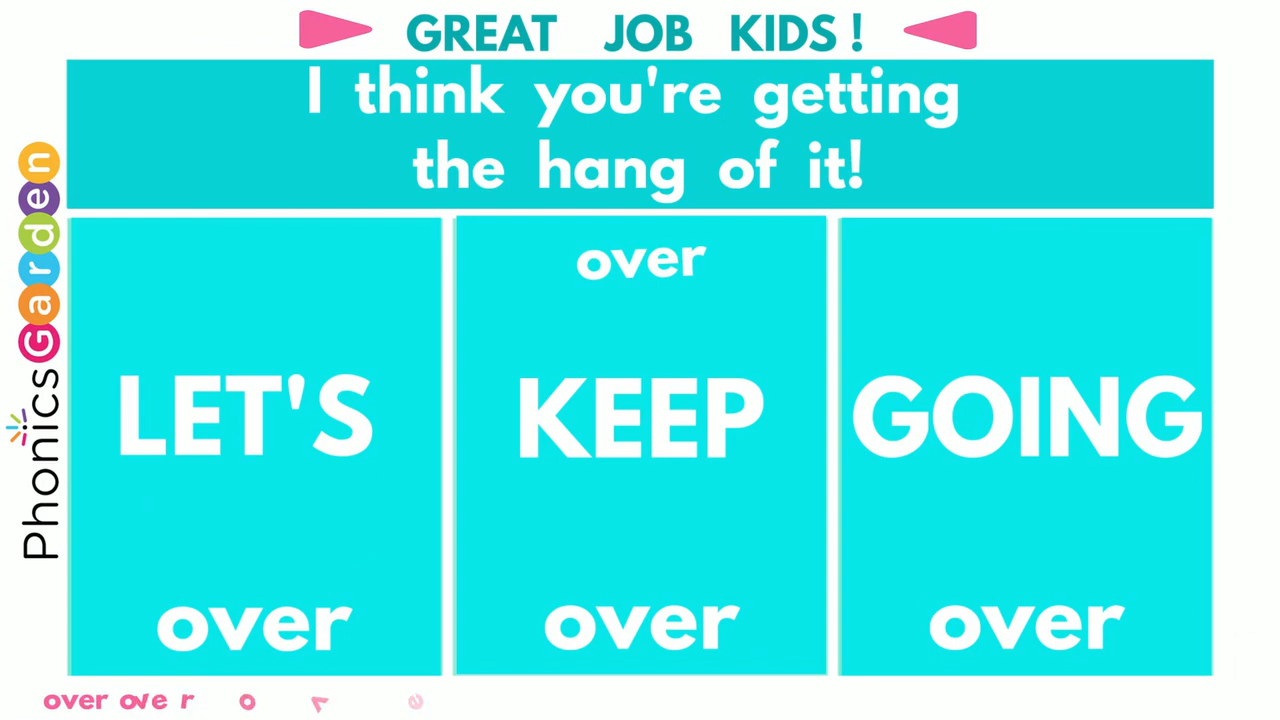 GREAT JOB KIDS !
I think you're getting
the hang of it!
PhonicsGarden
over
LET'S KEEP GOING
over over over
over over o v e